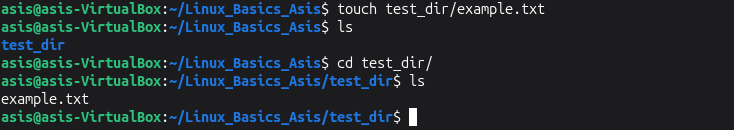 asis@asis-VirtualBox:~/Linux_Basics_Asis$ touch test_dir/example.txt
asis@asis-VirtualBox:~/Linux_Basics_Asis$ ls
test_dir
asis@asis-VirtualBox:~/Linux_Basics_Asis$ cd test_dir/
asis@asis-VirtualBox:~/Linux_Basics_Asis/test_dir$ ls
example.txt
asis@asis-VirtualBox:~/Linux_Basics_Asis/test_dir$